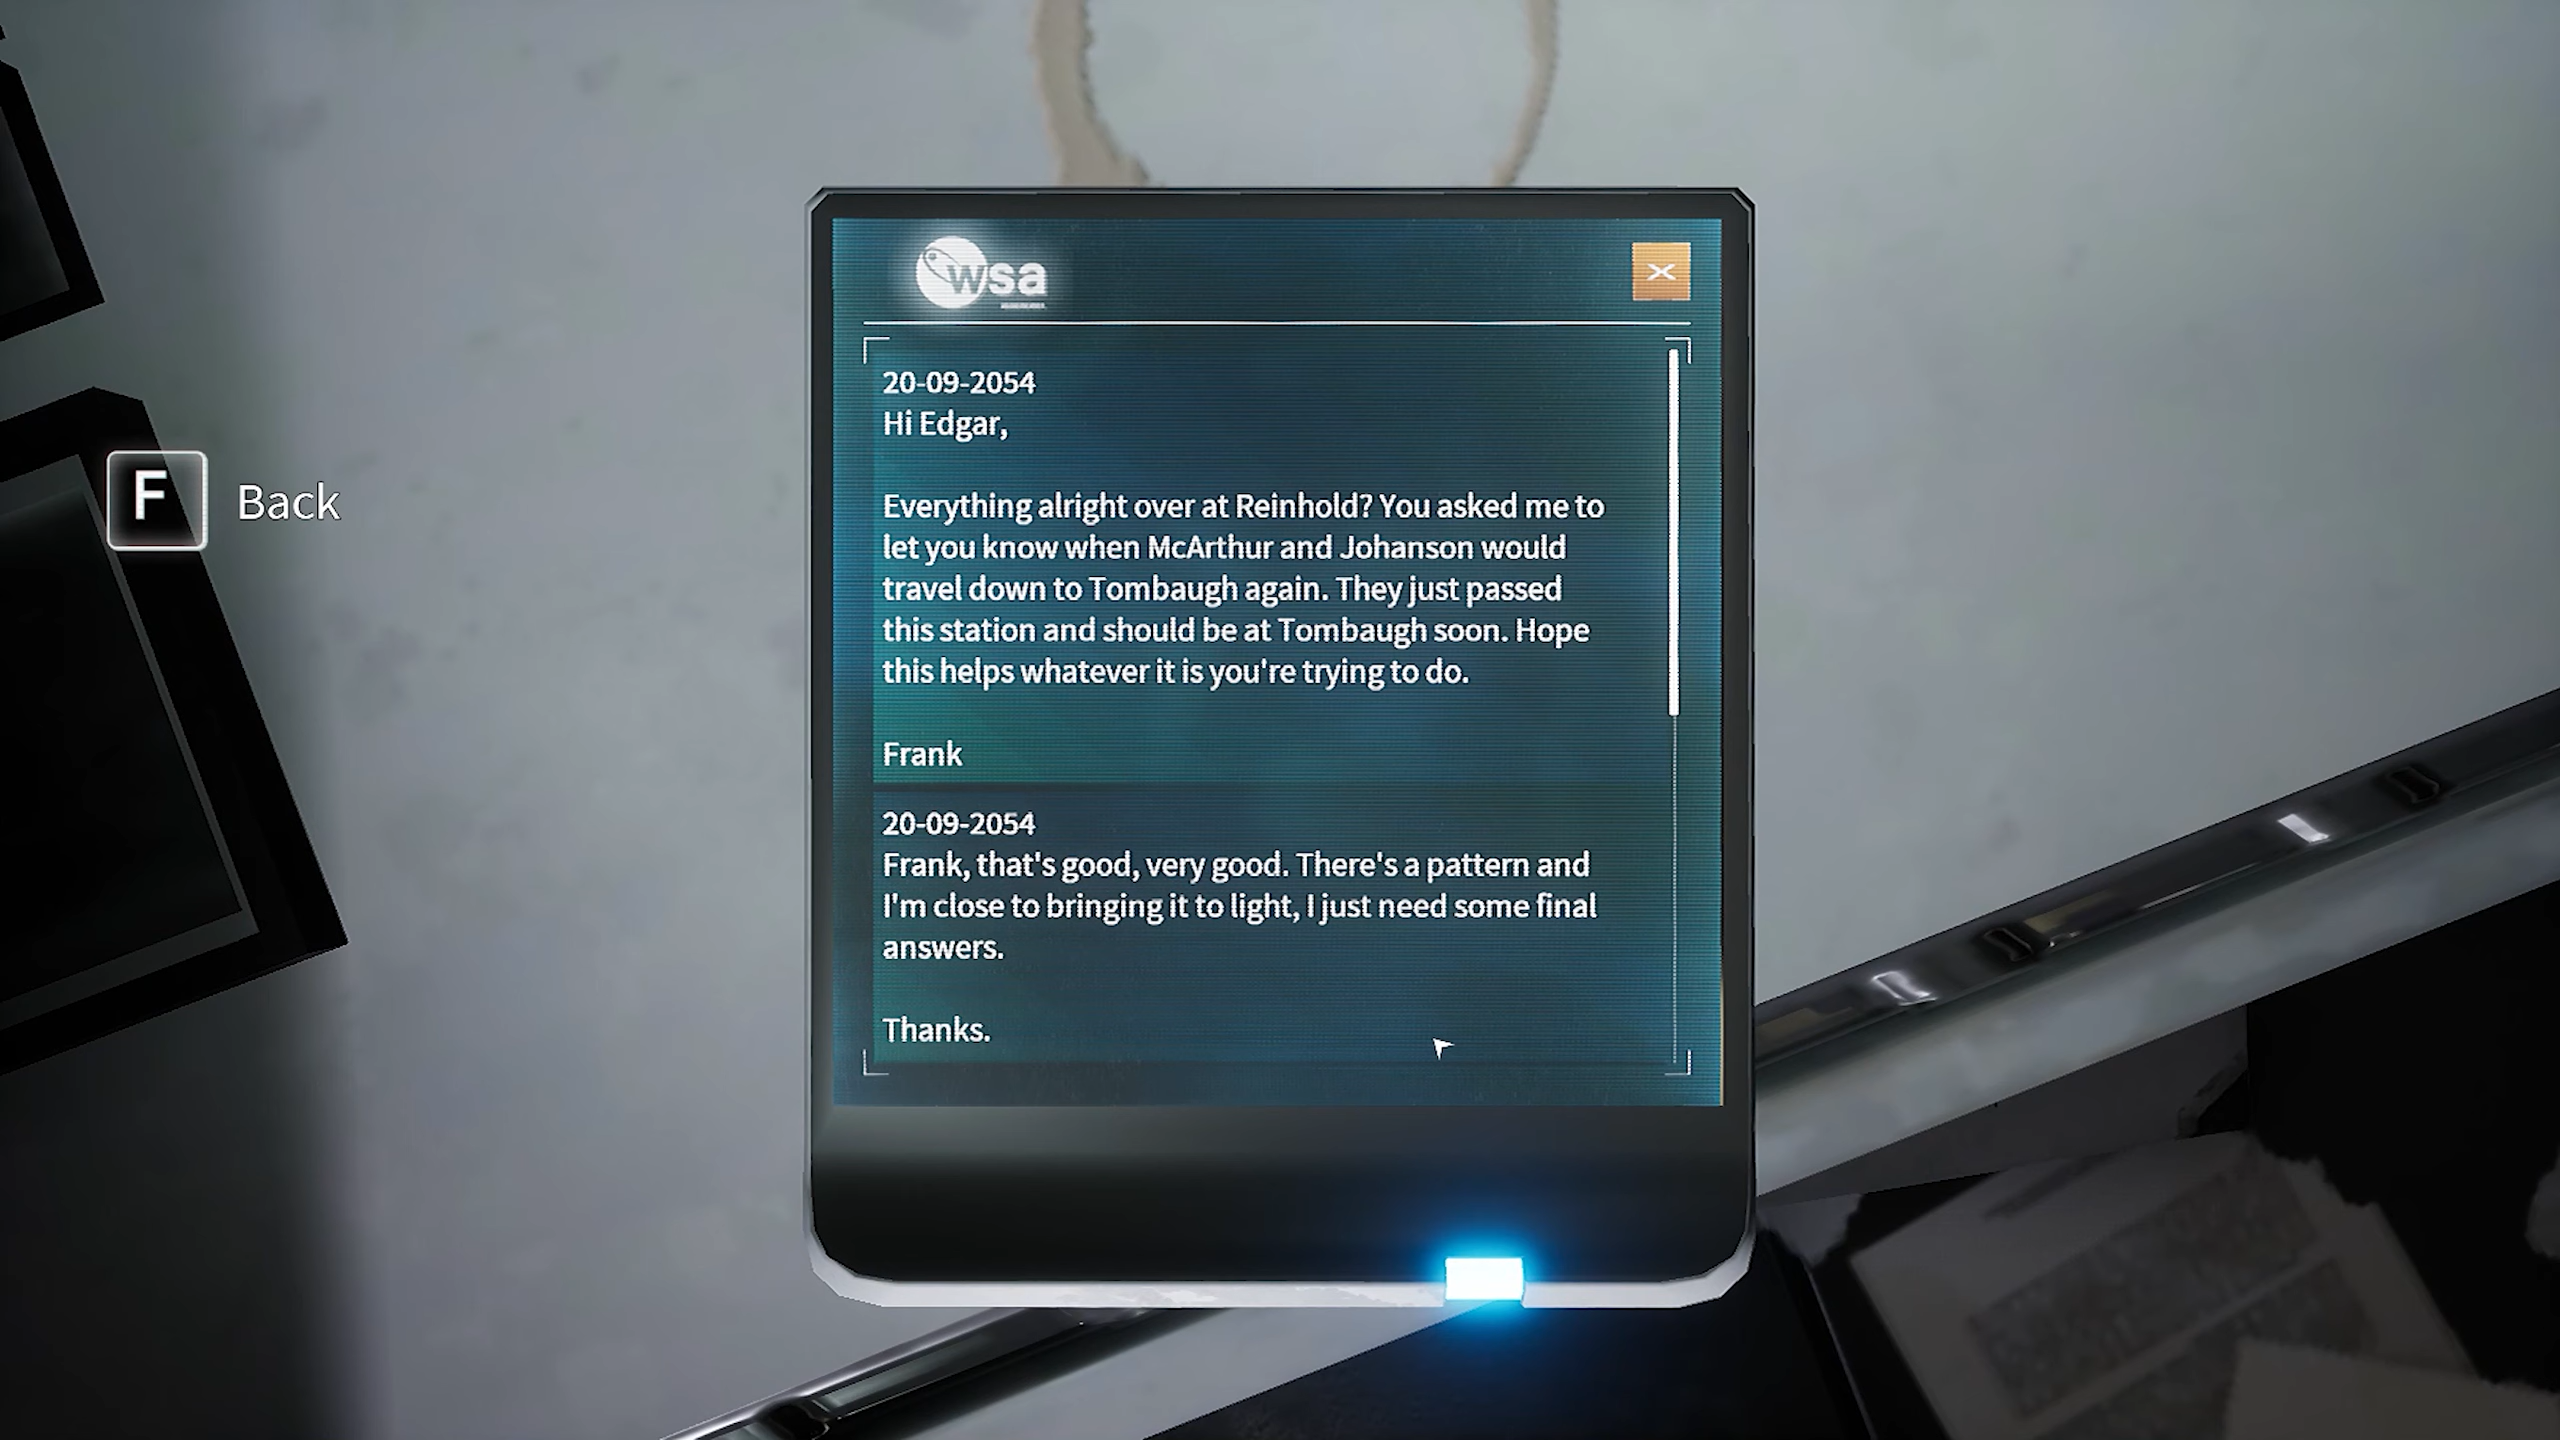 wsa
20-09-2054
Hi Edgar,
Everything alright over at Reinhold? You asked me to
let you know when McArthur and Johanson would
travel down to Tombaugh again. They just passed
this station and should be at Tombaugh soon. Hope
this helps whatever it is you're trying to do.
Frank
20-09-2054
Frank, that's good, very good. There's a pattern and
I'm close to bringing it to light, I just need some final
answers.
Thanks.
F Back